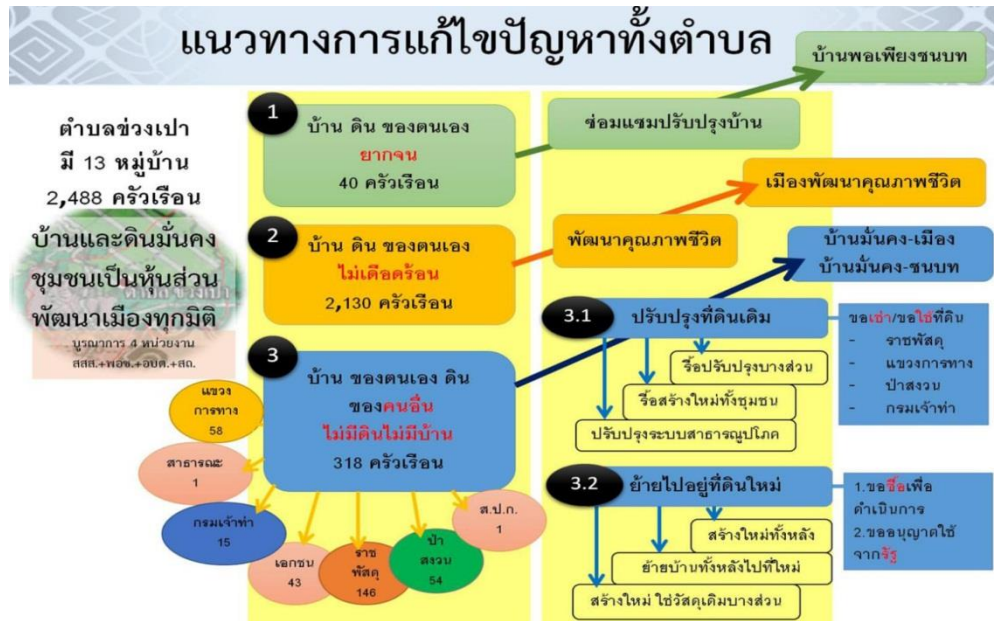 แนวทางการแก้ไขปัญหาทั้งตำบล
บ้านพอเพียงชนบท
ตำบลข่วงเปา
มี 13 หมู่บ้าน
2,488 ครัวเรือน
บ้านและดินมั่นคง
ชุมชนเป็นหุ้นส่วน
พัฒนาเมืองทุกมิติ
บูรณาการ 4 หน่วยงาน
สสส.+พอช.+อบต.+สถ.
1
บ้าน ดิน ของตนเอง
ยากจน
40 ครัวเรือน
ซ่อมแซมปรับปรุงบ้าน
2
บ้าน ดิน ของตนเอง
ไม่เดือดร้อน
2,130 ครัวเรือน
พัฒนาคุณภาพชีวิต
เมืองพัฒนาคุณภาพชีวิต
3
บ้าน ของตนเอง ดิน
ของคนอื่น
ไม่มีดินไม่มีบ้าน
318 ครัวเรือน
บ้านมั่นคง-เมือง
บ้านมั่นคง-ชนบท
แขวง
การทาง
58
สาธารณะ
1
กรมเจ้าท่า
15
เอกชน
43
ราช
พัสดุ
146
ป่า
สงวน
54
ส.ป.ก.
1
3.1
ปรับปรุงที่ดินเดิม
รื้อปรับปรุงบางส่วน
รื้อสร้างใหม่ทั้งชุมชน
ปรับปรุงระบบสาธารณูปโภค
ขอเช่า/ขอใช้ที่ดิน
- ราชพัสดุ
- แขวงการทาง
- ป่าสงวน
- กรมเจ้าท่า
3.2
ย้ายไปอยู่ที่ดินใหม่
สร้างใหม่ทั้งหลัง
ย้ายบ้านทั้งหลังไปที่ใหม่
สร้างใหม่ ใช่วัสดุเดิมบางส่วน
1.ขอซื้อเพื่อ
ดำเนินการ
2.ขออนุญาตใช้
จากรัฐ